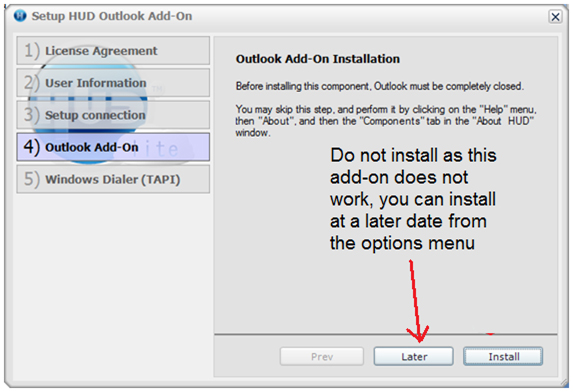 Setup HUD Outlook Add-On
1) License Agreement
2) User Information
3) Setup connection
4) Outlook Add-On
5) Windows Dialer (TAPI)
Outlook Add-On Installation
Before installing this component, Outlook must be completely closed.
You may skip this step, and perform it by clicking on the "Help" menu,
then "About", and then the "Components" tab in the "About HUD"
window.
Do not install as this
add-on does not
work, you can install
at a later date from
the options menu
Prev
Later
Install